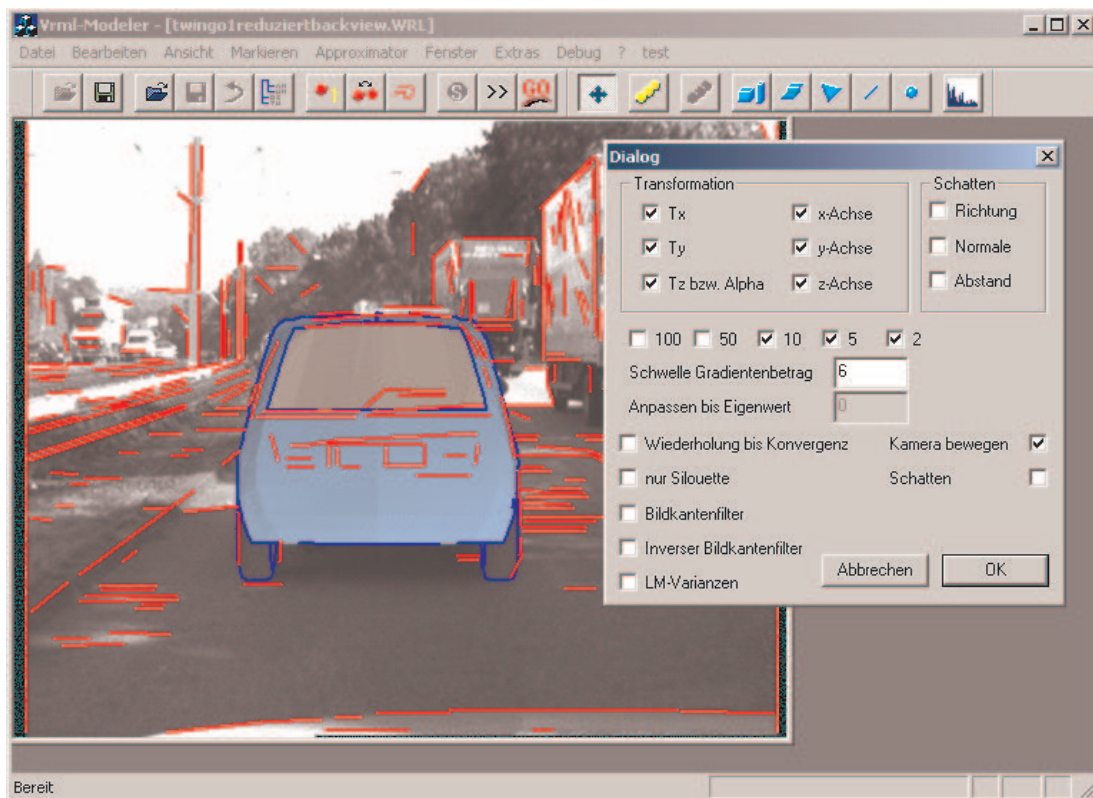 Vrml-Modeler - [twingo1reduziertbackview.WRL]
Datei Bearbeiten Ansicht Markieren Approximator Fenster Extras Debug ? test
1 S >> GO
Dialog
Transformation
Tx x-Achse
Ty y-Achse
Tz bzw. Alpha z-Achse
Schatten
Richtung
Normale
Abstand
100 50 10 5 2
Schwelle Gradientenbetrag 6
Anpassen bis Eigenwert 0
Wiederholung bis Konvergenz Kamera bewegen
nur Silouette Schatten
Bildkantenfilter
Inverser Bildkantenfilter
LM-Varianzen
Abbrechen OK
Bereit